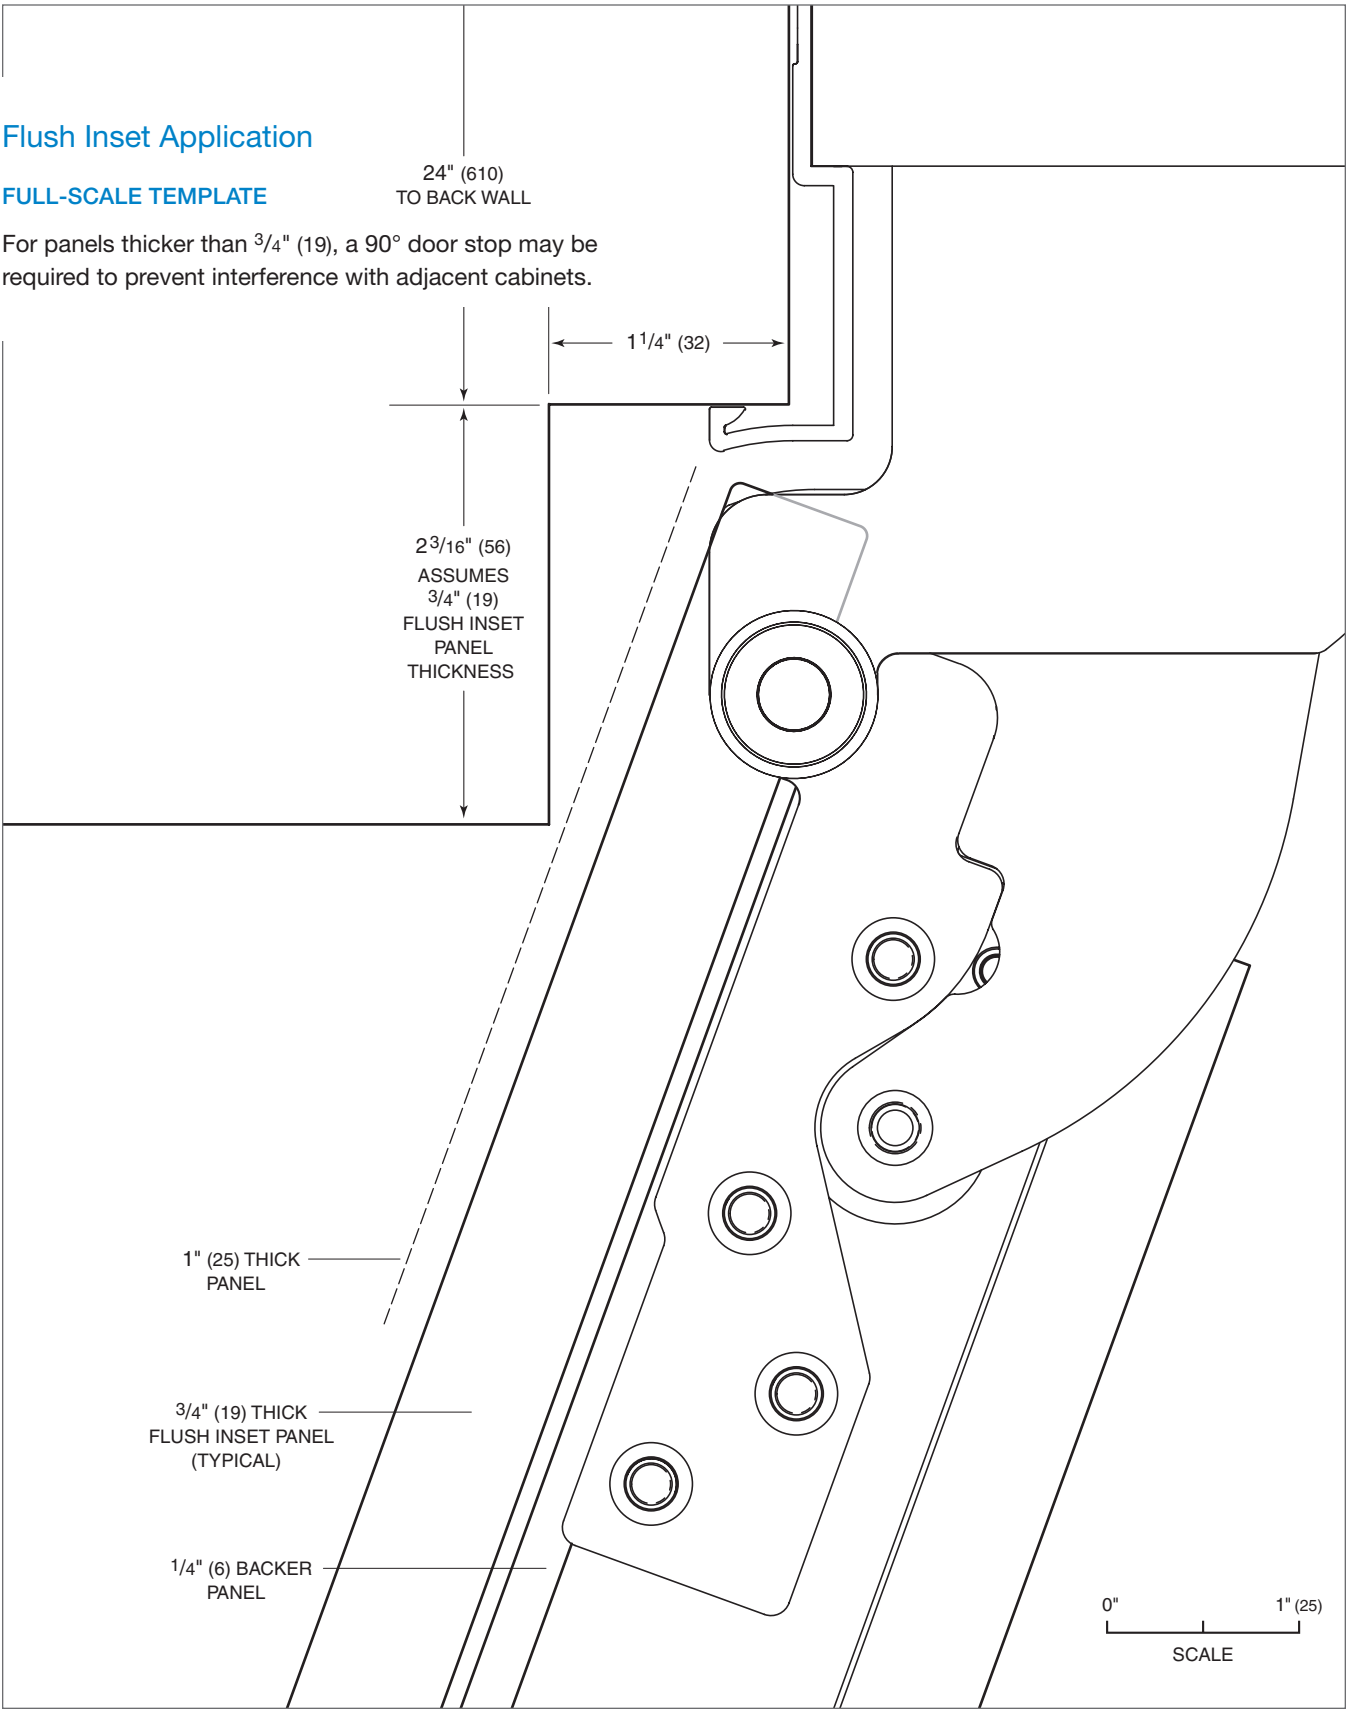 Flush Inset Application
FULL-SCALE TEMPLATE
For panels thicker than 3/4" (19), a 90° door stop may be
required to prevent interference with adjacent cabinets.
24" (610)
TO BACK WALL
1 1/4" (32)
2 3/16" (56)
ASSUMES
3/4" (19)
FLUSH INSET
PANEL
THICKNESS
1" (25) THICK
PANEL
3/4" (19) THICK
FLUSH INSET PANEL
(TYPICAL)
1/4" (6) BACKER
PANEL
0" 1" (25)
SCALE